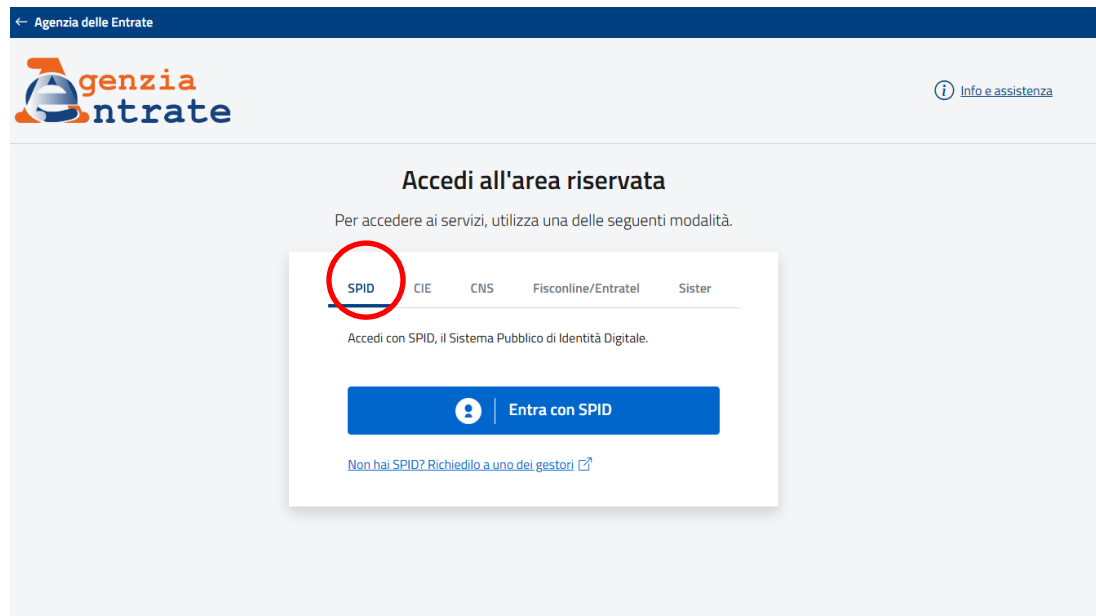 ← Agenzia delle Entrate
Agenzia
Entrate
Info e assistenza
Accedi all'area riservata
Per accedere ai servizi, utilizza una delle seguenti modalità.
SPID CIE CNS Fisconline/Entratel Sister
Accedi con SPID, il Sistema Pubblico di Identità Digitale.
Entra con SPID
Non hai SPID? Richiedilo a uno dei gestori